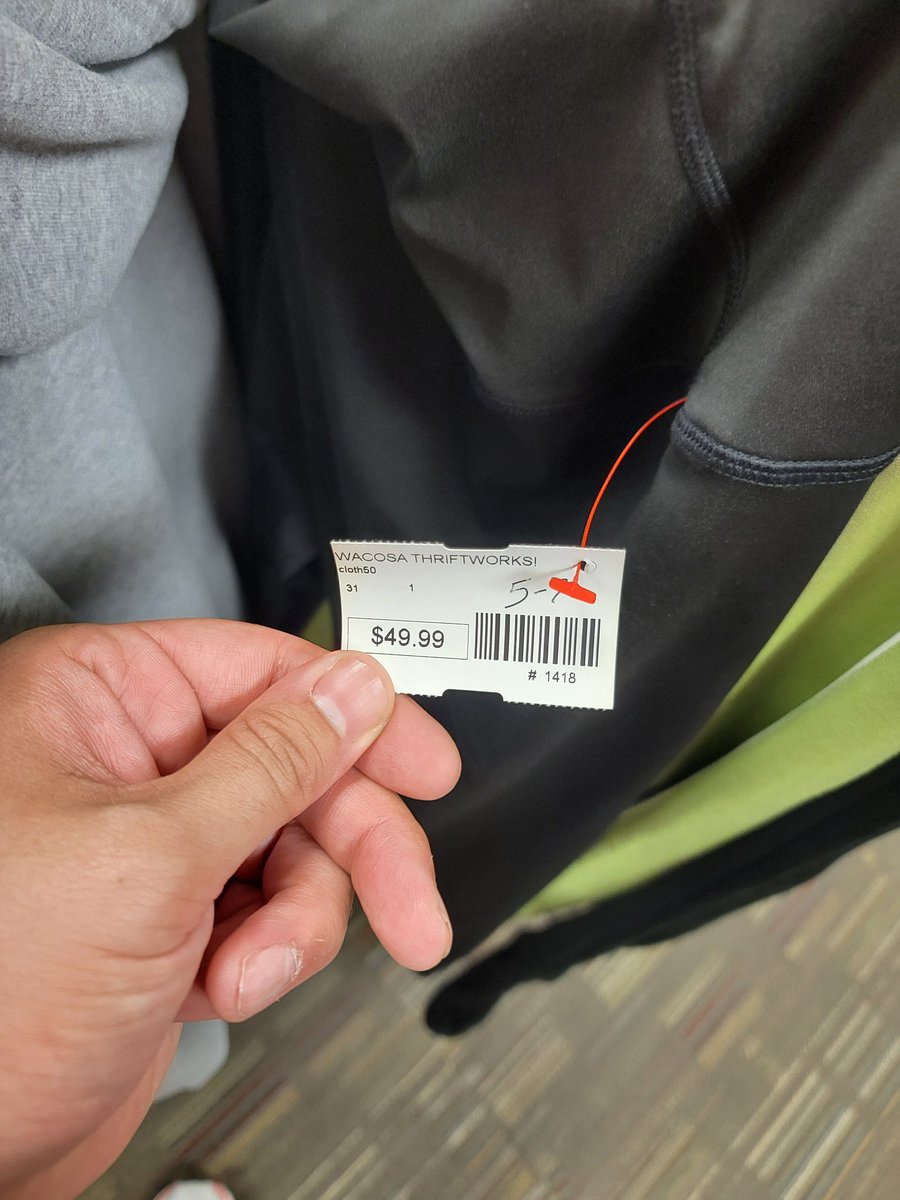 WACOSA THRIFTWORKS!
cloth50
31 1
$49.99
# 1418